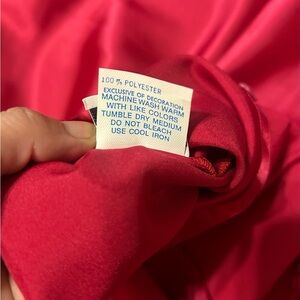 100 % POLYESTER
EXCLUSIVE OF DECORATION
MACHINE WASH WARM
WITH LIKE COLORS
TUMBLE DRY MEDIUM
DO NOT BLEACH
USE COOL IRON